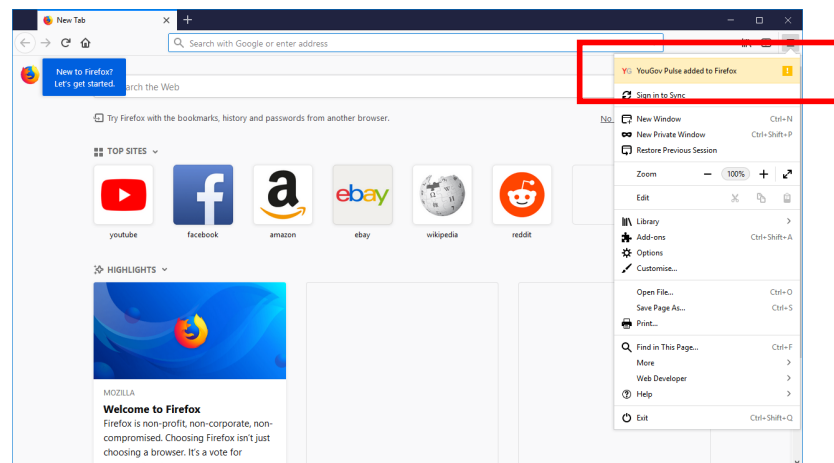 New Tab
Search with Google or enter address
New to Firefox?
Let's get started.
arch the Web
Try Firefox with the bookmarks, history and passwords from another browser.
No
TOP SITES
ebay
youtube
facebook
amazon
ebay
wikipedia
reddit
HIGHLIGHTS
MOZILLA
Welcome to Firefox
Firefox is non-profit, non-corporate, non-
compromised. Choosing Firefox isn't just
choosing a browser. It's a vote for
YG YouGov Pulse added to Firefox
Sign in to Sync
New Window Ctrl+N
New Private Window Ctrl+Shift+P
Restore Previous Session
Zoom 100%
Edit
Library
Add-ons Ctrl+Shift+A
Options
Customise...
Open File... Ctrl+O
Save Page As... Ctrl+S
Print...
Find in This Page... Ctrl+F
More
Web Developer
Help
Exit Ctrl+Shift+Q